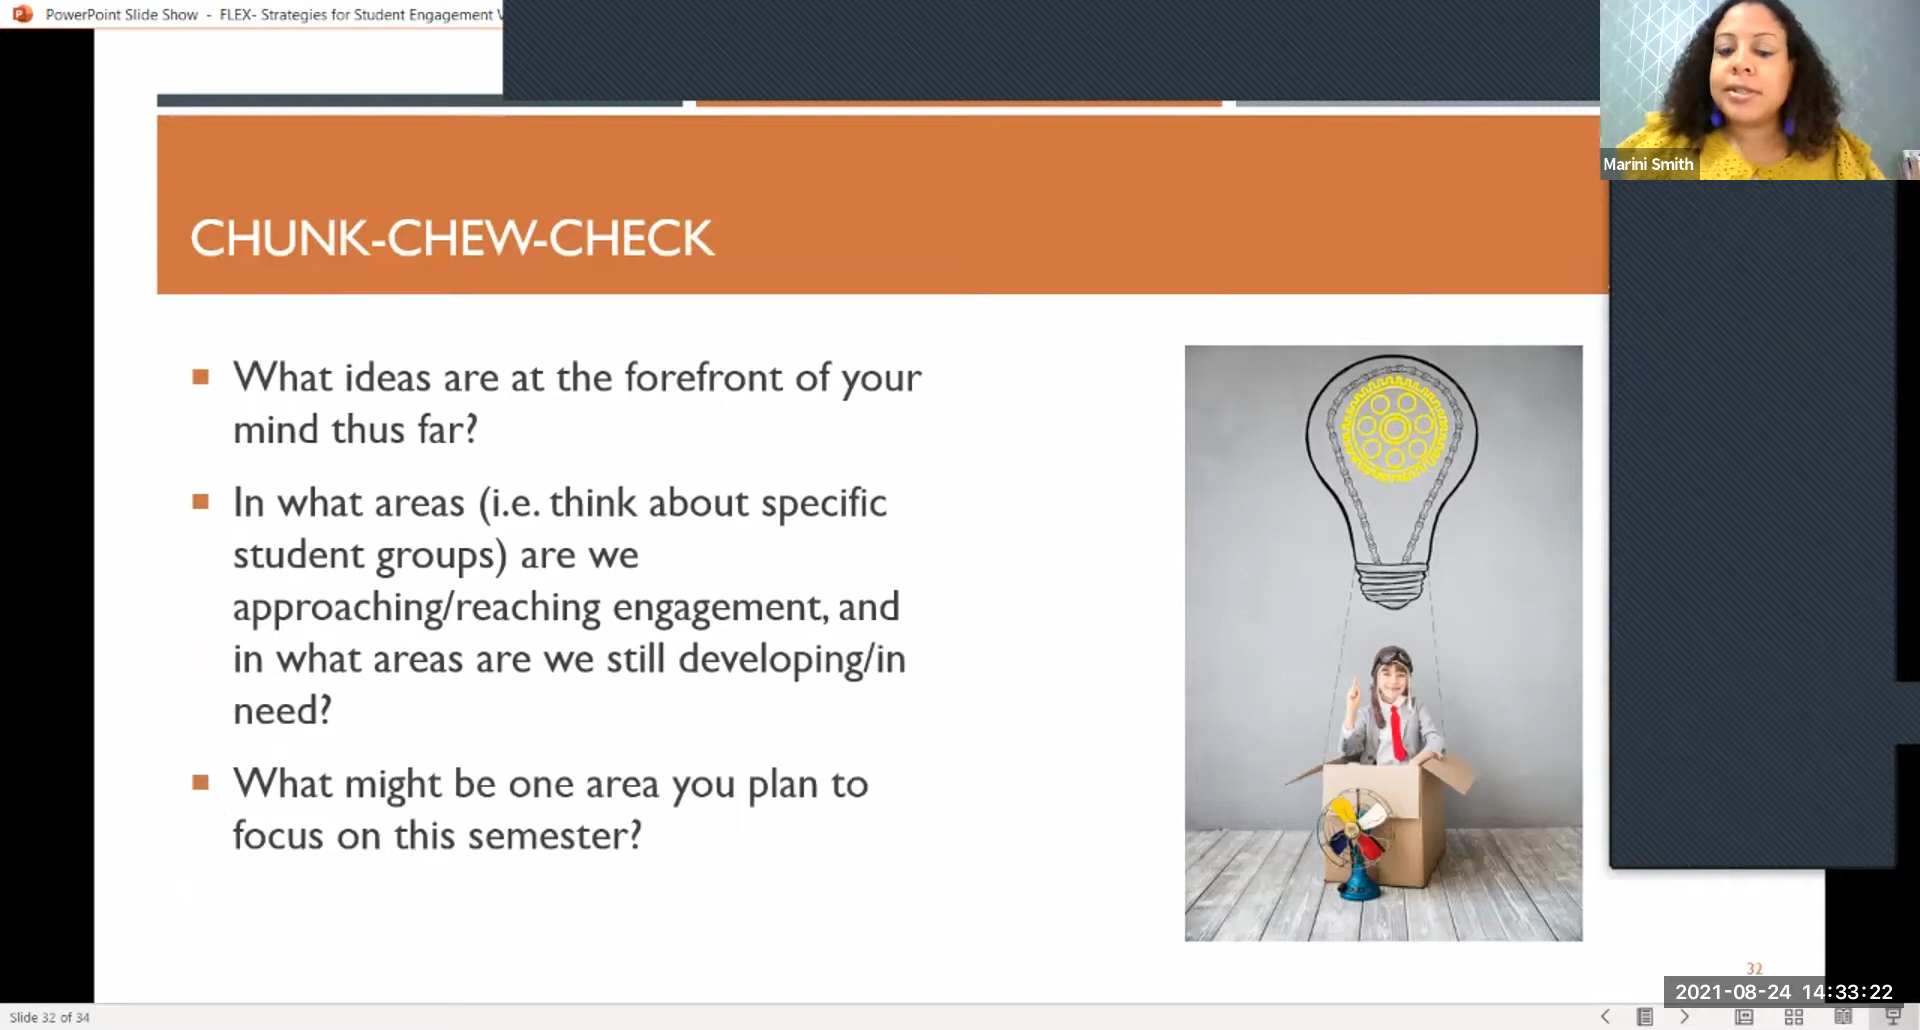 PowerPoint Slide Show - FLEX- Strategies for Student Engagement
Marini Smith
CHUNK-CHEW-CHECK
What ideas are at the forefront of your
mind thus far?
In what areas (i.e. think about specific
student groups) are we
approaching/reaching engagement, and
in what areas are we still developing/in
need?
What might be one area you plan to
focus on this semester?
32
2021-08-24 14:33:22
Slide 32 of 34